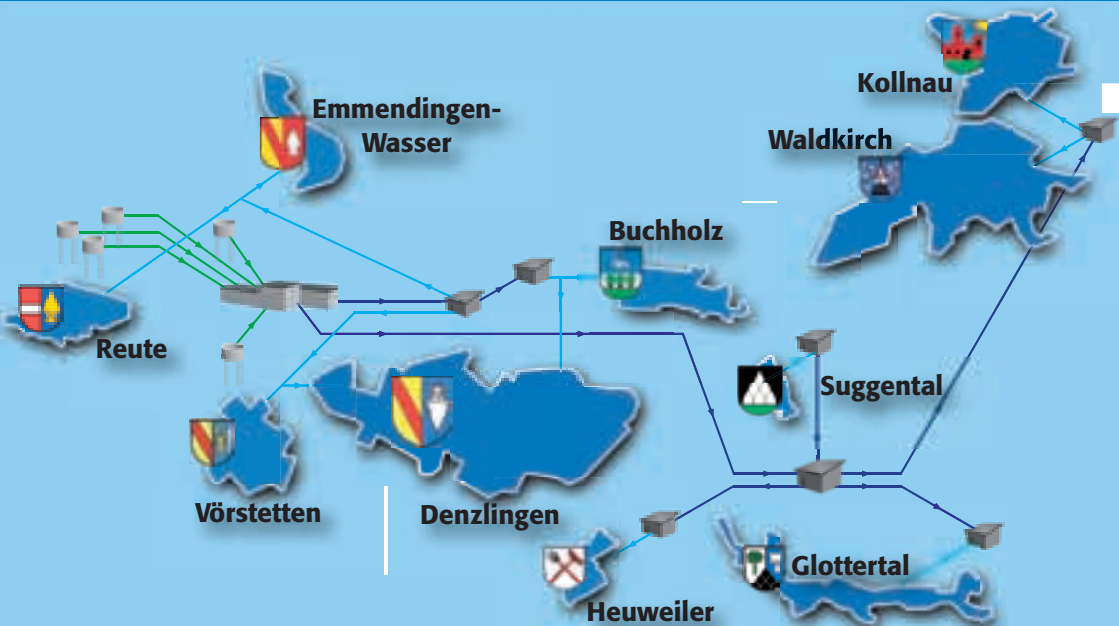 Kollnau
Emmendingen-
Wasser
Waldkirch
Buchholz
Reute
Suggental
Vörstetten
Denzlingen
Glottertal
Heuweiler